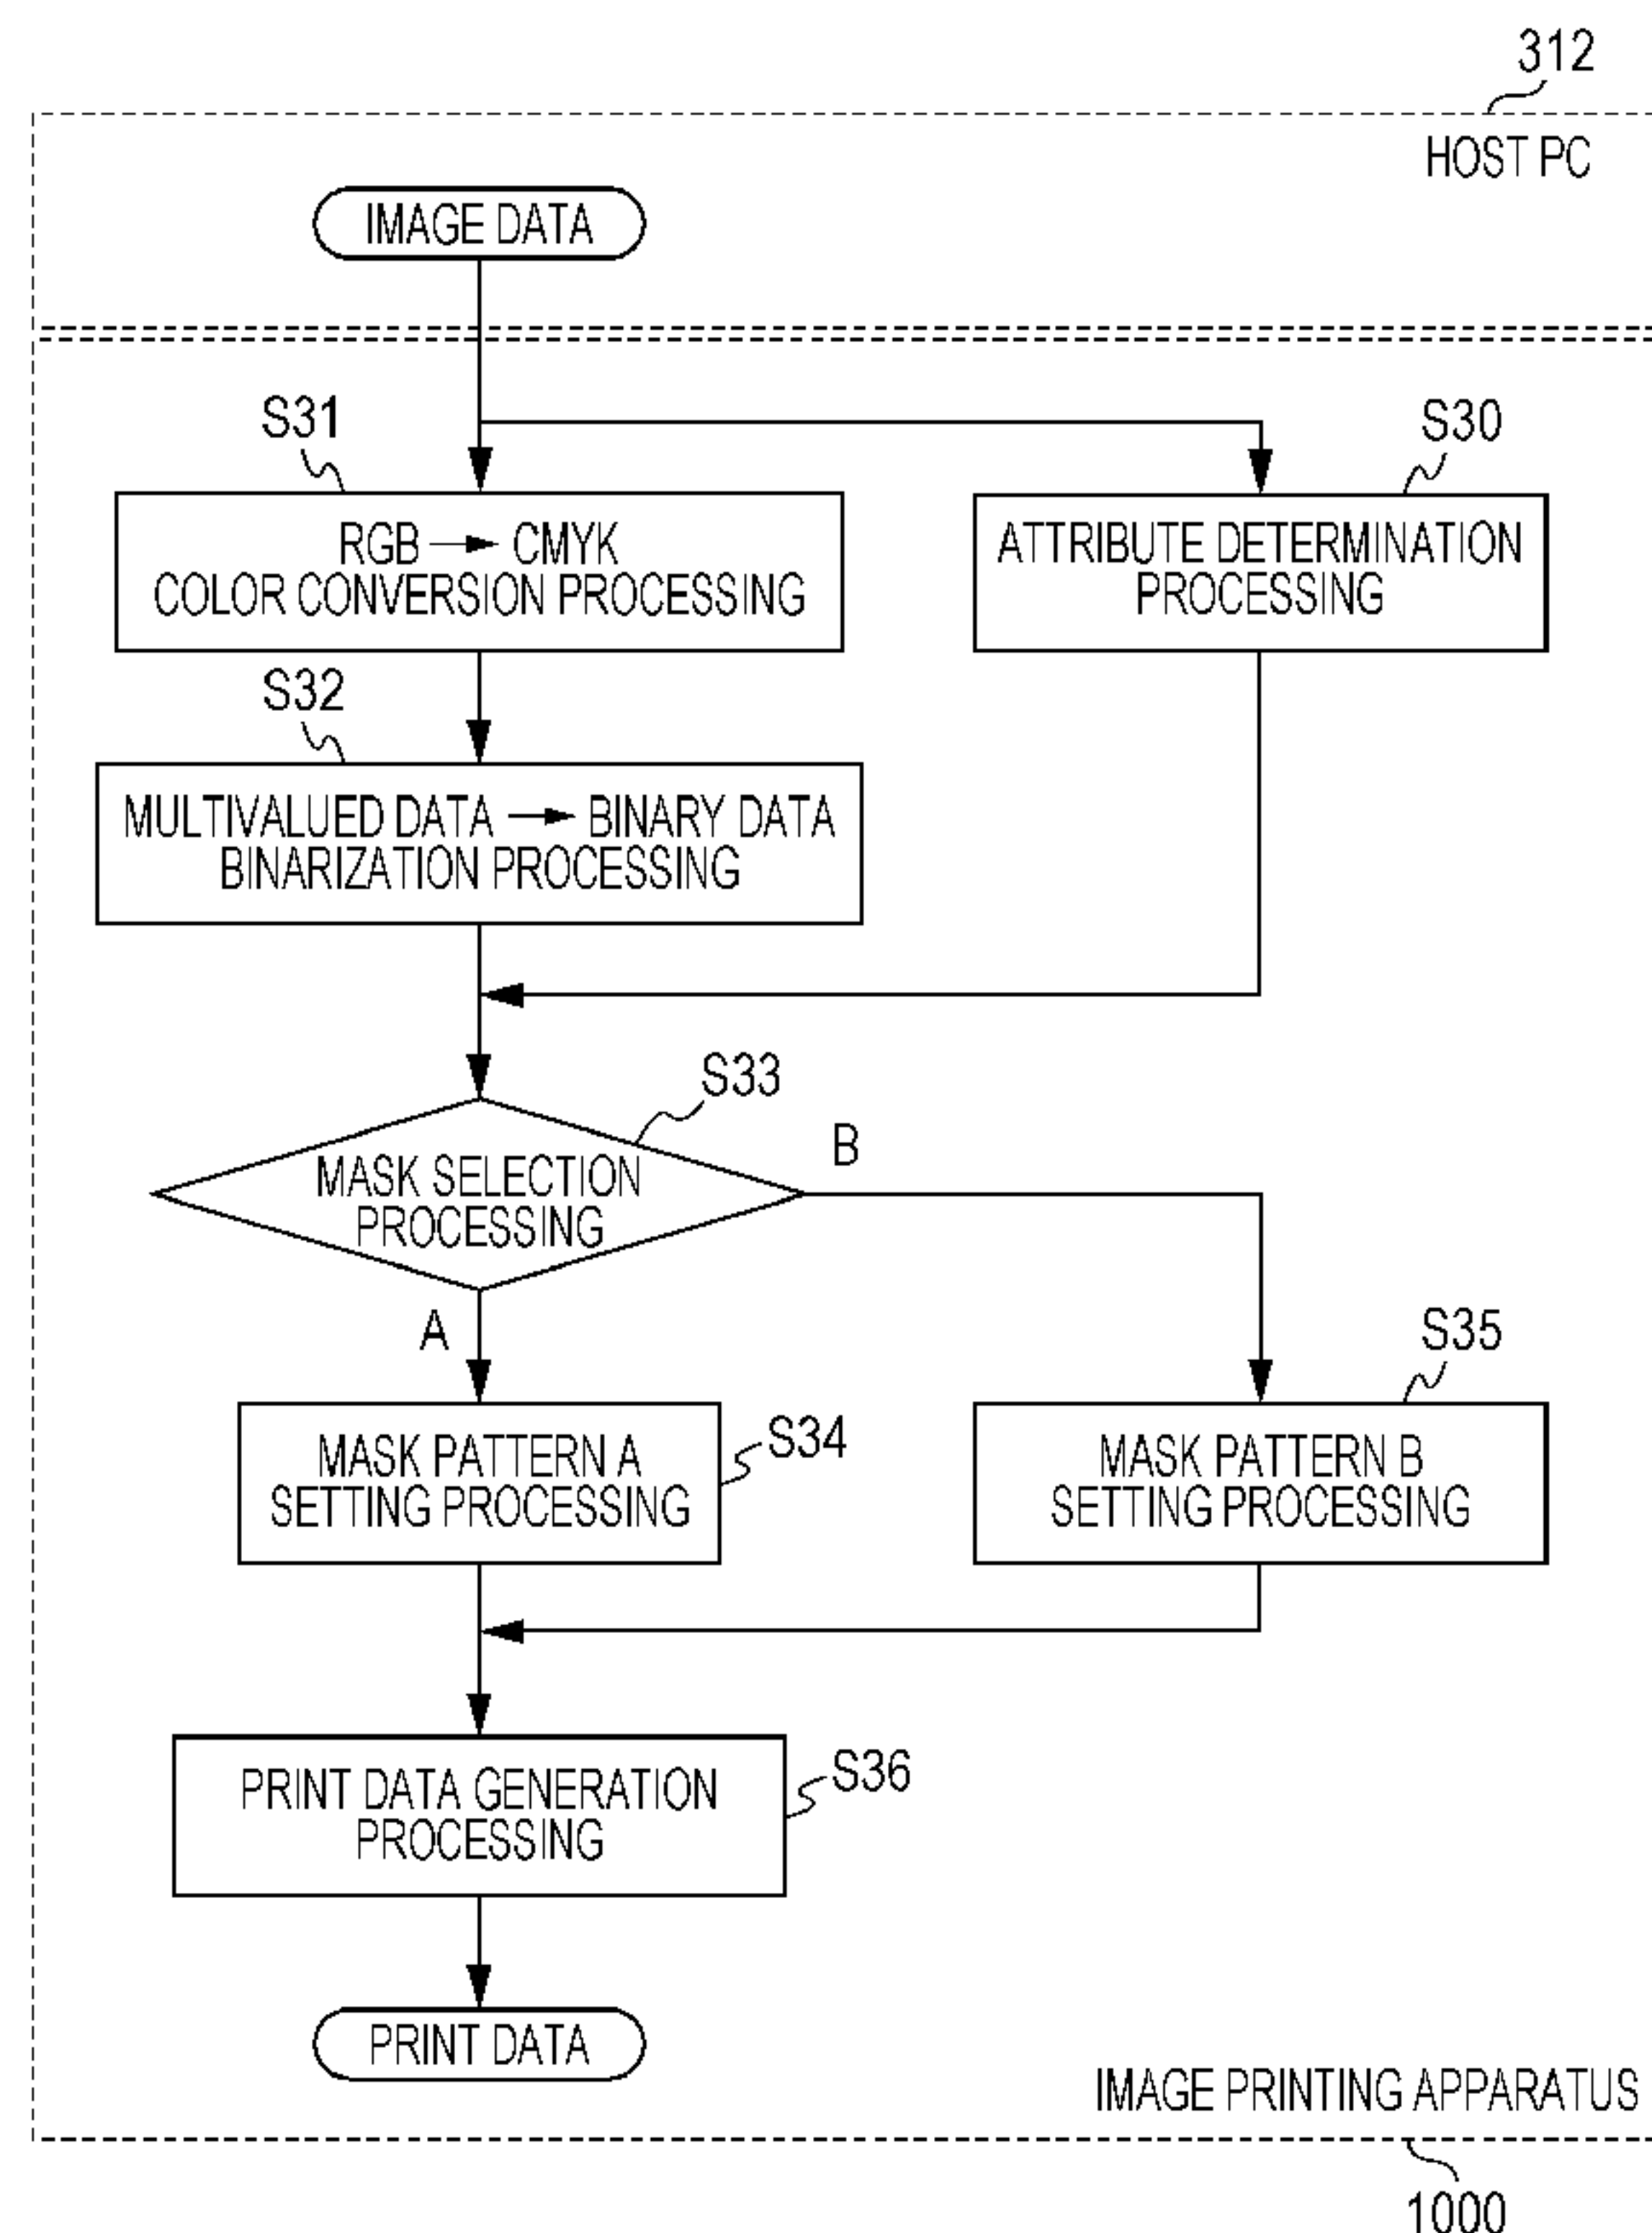 312
HOST PC
IMAGE DATA
S31
S30
RGB → CMYK
COLOR CONVERSION PROCESSING
ATTRIBUTE DETERMINATION
PROCESSING
S32
MULTIVALUED DATA → BINARY DATA
BINARIZATION PROCESSING
S33
B
MASK SELECTION
PROCESSING
A
S35
S34
MASK PATTERN A
SETTING PROCESSING
MASK PATTERN B
SETTING PROCESSING
S36
PRINT DATA GENERATION
PROCESSING
PRINT DATA
IMAGE PRINTING APPARATUS
1000